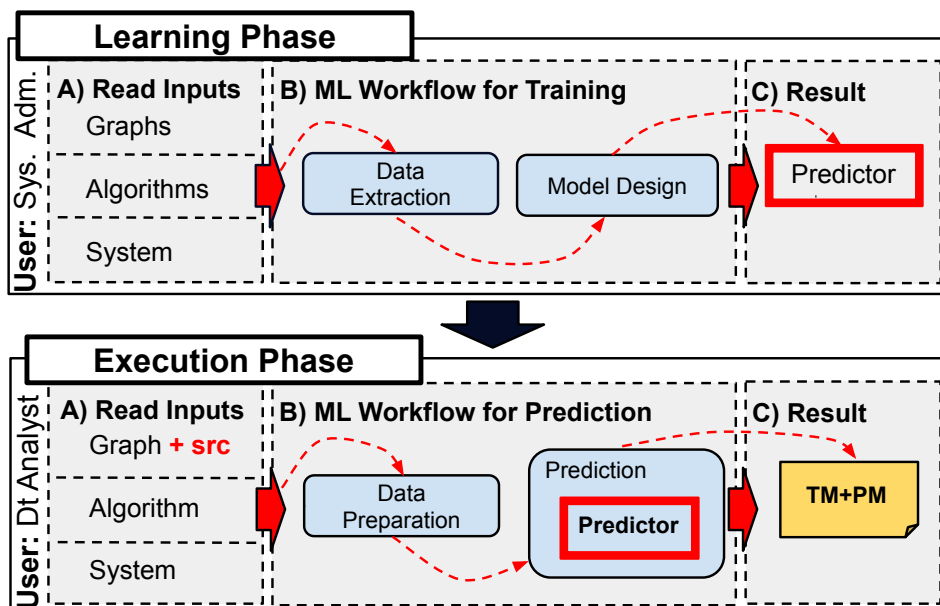 Learning Phase
User: Sys. Adm.
A) Read Inputs
Graphs
Algorithms
System
B) ML Workflow for Training
Data
Extraction
Model Design
C) Result
Predictor
Execution Phase
User: Dt Analyst
A) Read Inputs
Graph + src
Algorithm
System
B) ML Workflow for Prediction
Data
Preparation
Prediction
Predictor
C) Result
TM+PM